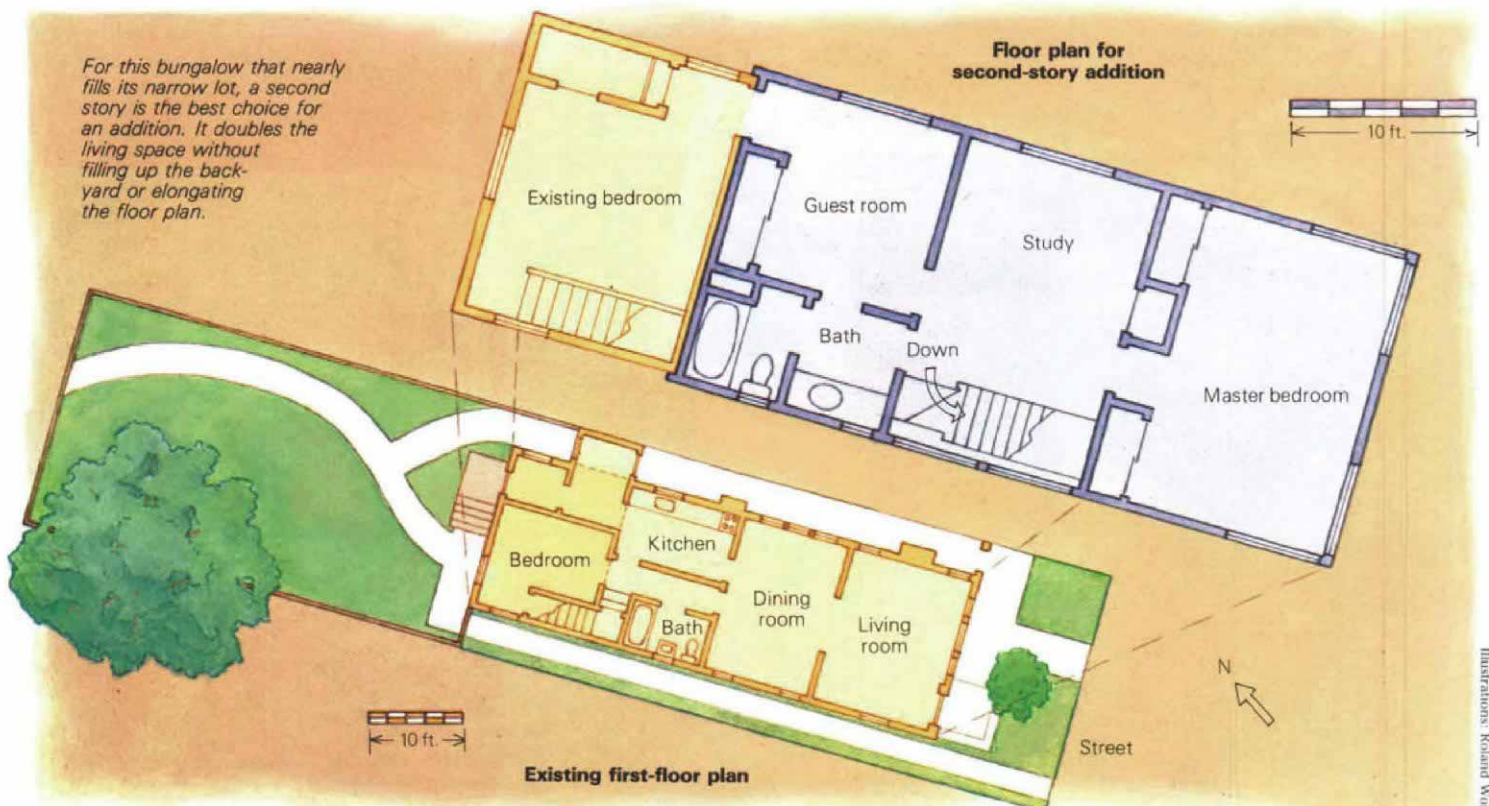 For this bungalow that nearly
fills its narrow lot, a second
story is the best choice for
an addition. It doubles the
living space without
filling up the back-
yard or elongating
the floor plan.
Floor plan for
second-story addition
10 ft.
Existing bedroom
Guest room
Study
Bath
Down
Master bedroom
Bedroom
Kitchen
Bath
Dining
room
Living
room
N
10 ft.
Street
Existing first-floor plan
Illustrations: Roland